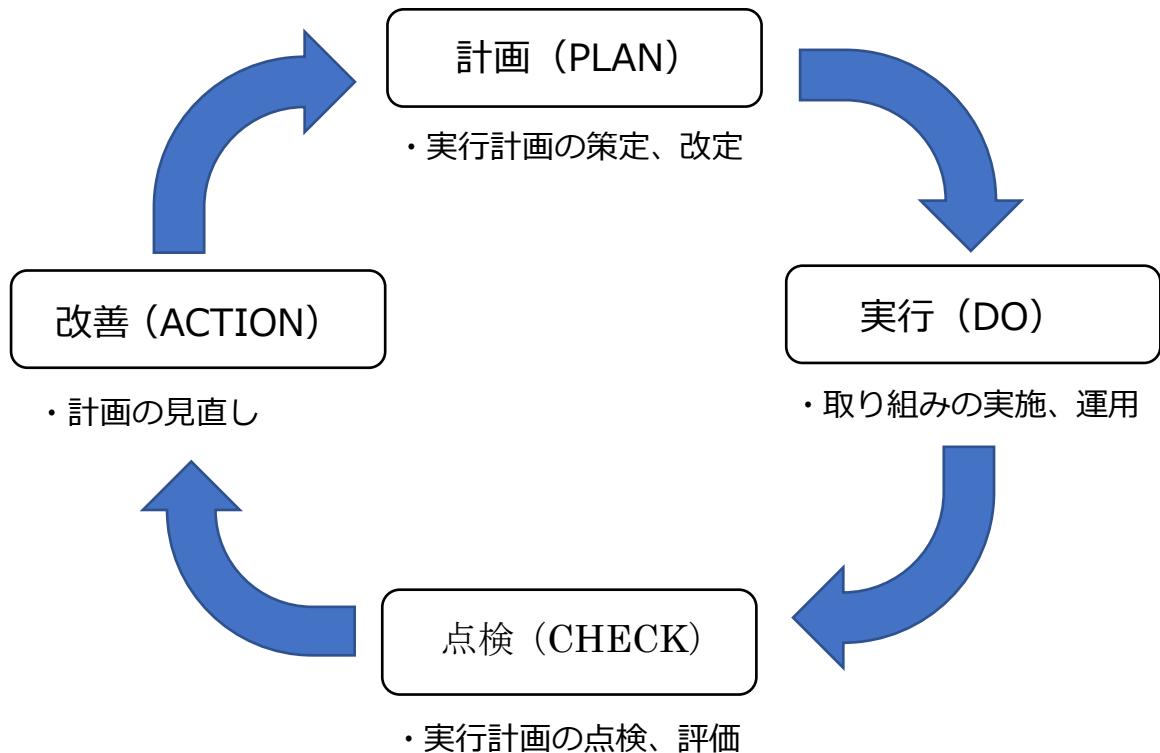 計画（PLAN）
・実行計画の策定、改定
実行（DO）
・取り組みの実施、運用
点検（CHECK）
・実行計画の点検、評価
改善（ACTION）
・計画の見直し